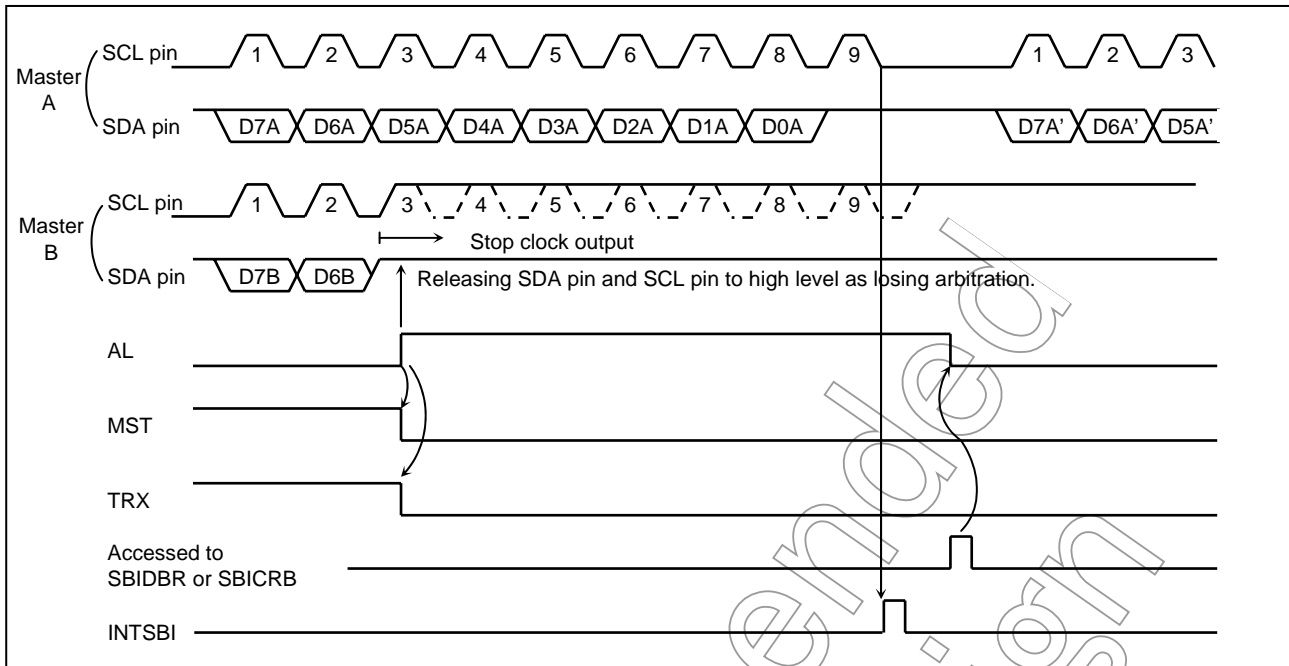 Master A
SCL pin
1 2 3 4 5 6 7 8 9 1 2 3
SDA pin
D7A D6A D5A D4A D3A D2A D1A D0A D7A' D6A' D5A'
Master B
SCL pin
1 2 3 4 5 6 7 8 9
Stop clock output
SDA pin
D7B D6B
Releasing SDA pin and SCL pin to high level as losing arbitration.
AL
MST
TRX
Accessed to
SBIDBR or SBICRB
INTSBI